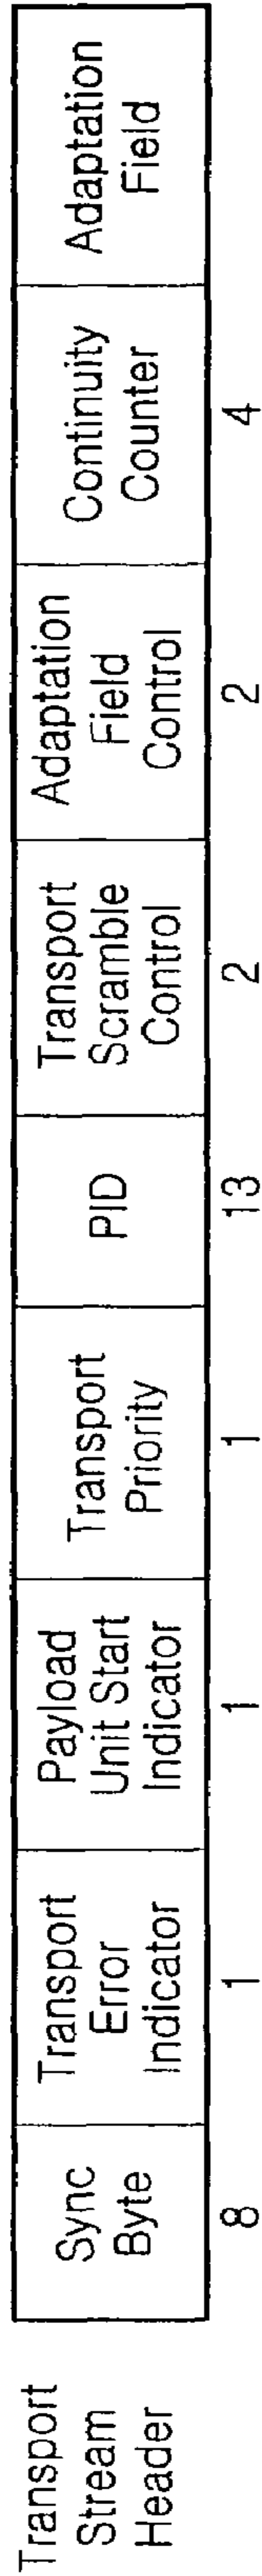 Transport
Stream
Header
Sync
Byte
Transport
Error
Indicator
Payload
Unit Start
Indicator
Transport
Priority
PID
Transport
Scramble
Control
Adaptation
Field
Control
Continuity
Counter
Adaptation
Field
8
1
1
1
13
2
2
4